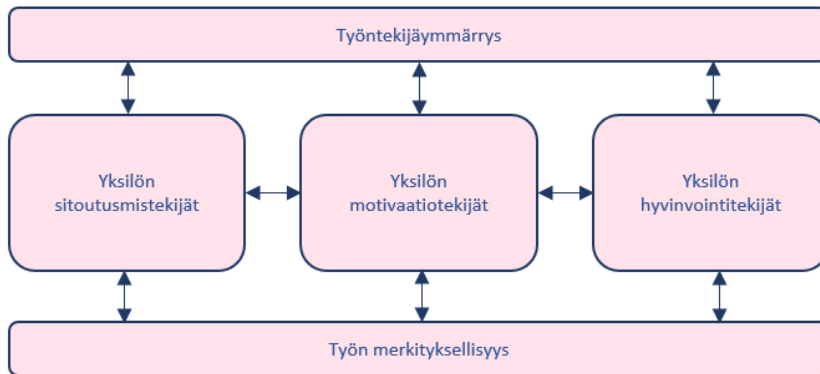 Työntekijäymmärrys
Yksilön
sitoutusmistekijät
Yksilön
motivaatiotekijät
Yksilön
hyvinvointitekijät
Työn merkityksellisyys